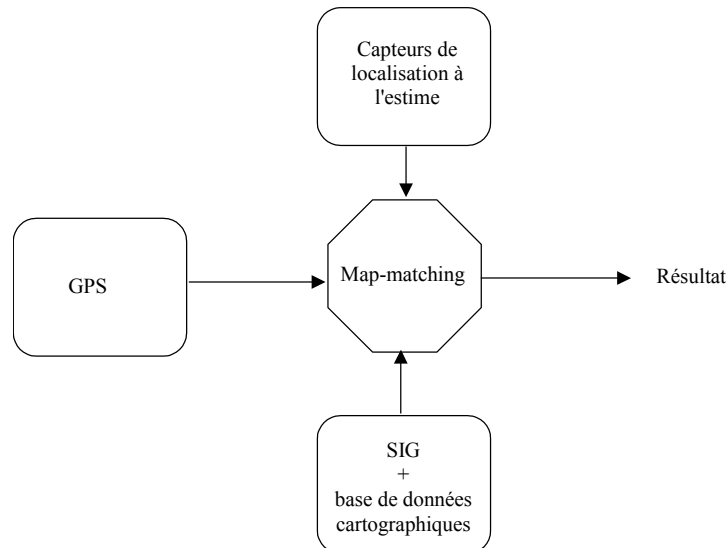 Capteurs de
localisation à
l'estime
GPS
Map-matching
Résultat
SIG
+
base de données
cartographiques